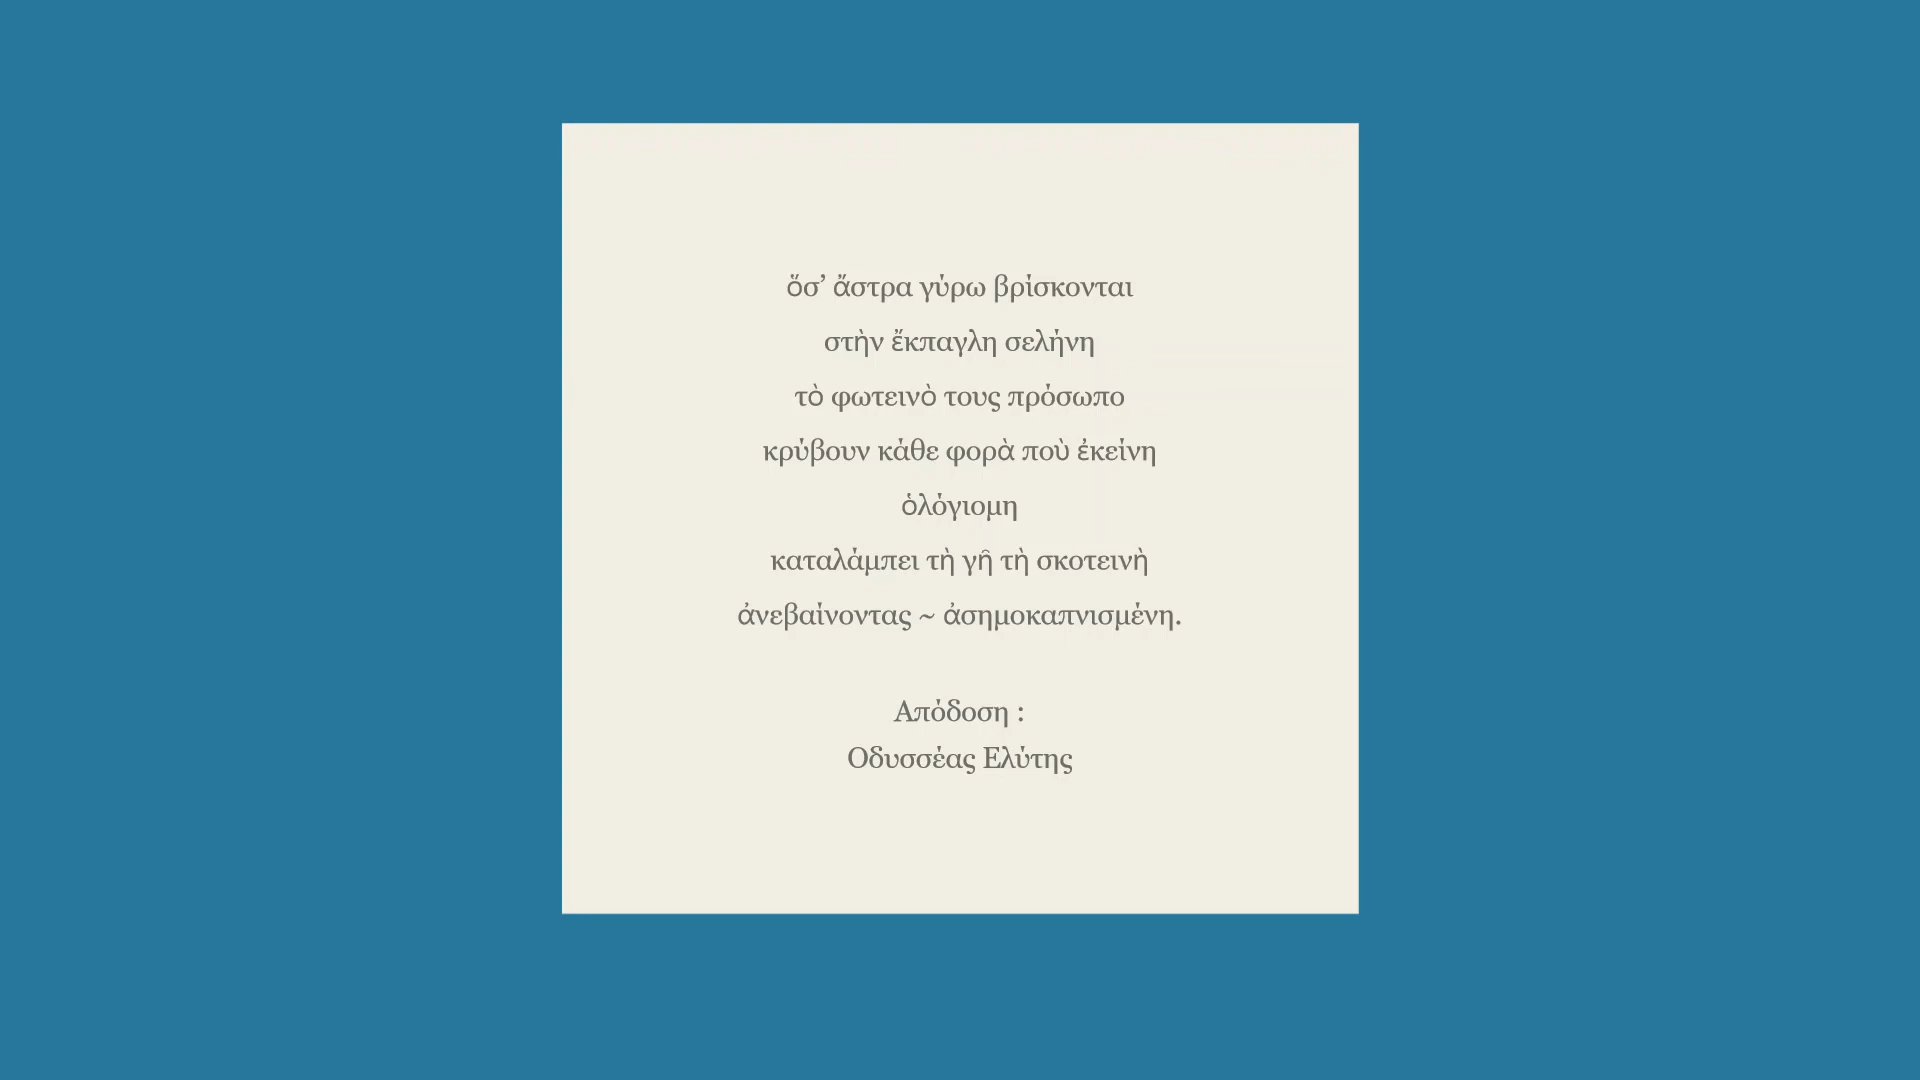 ὅσ’ ἄστρα γύρω βρίσκονται
στὴν ἔκπαγλη σελήνη
τὸ φωτεινὸ τους πρόσωπο
κρύβουν κάθε φορὰ ποὺ ἐκείνη
ὁλόγιομη
καταλάμπει τὴ γῆ τὴ σκοτεινὴ
ἀνεβαίνοντας ~ ἀσημοκαπνισμένη.
Απόδοση :
Οδυσσέας Ελύτης